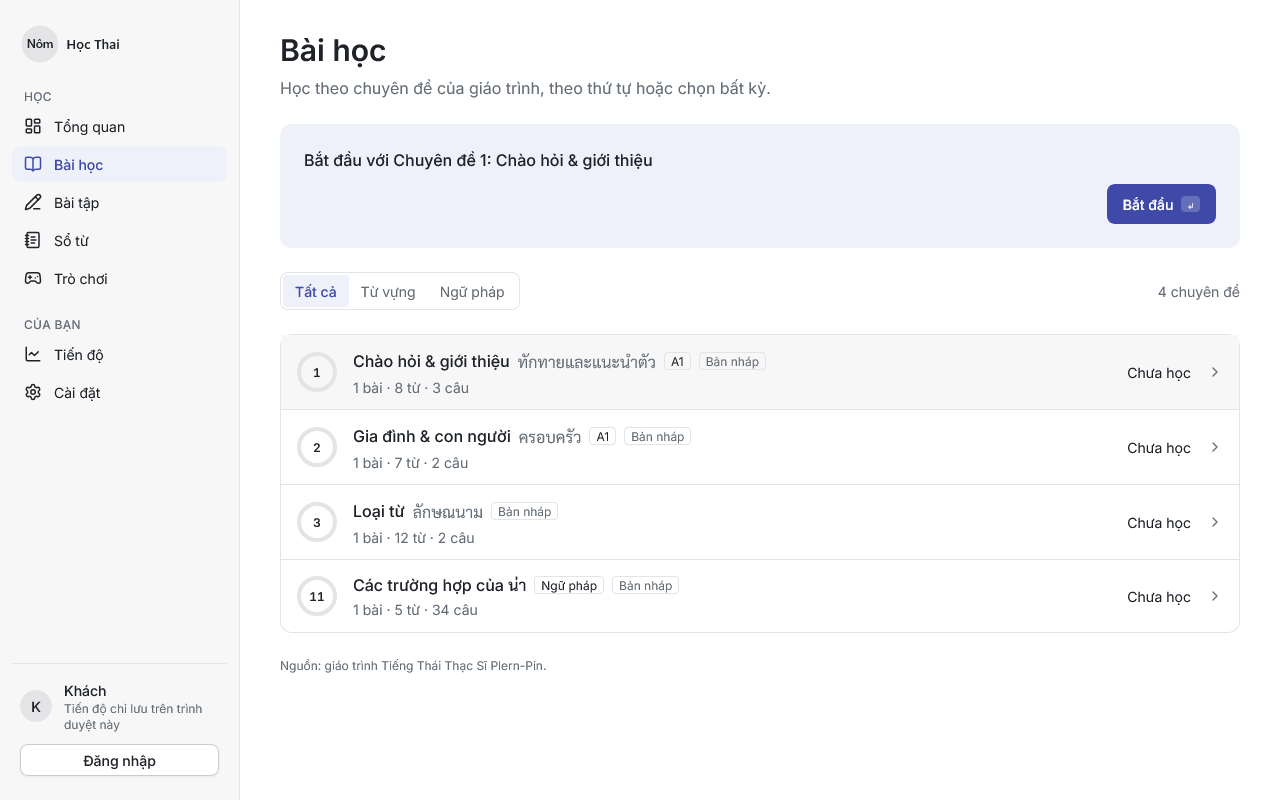 Nôm Học Thai
HỌC
Tổng quan
Bài học
Bài tập
Sổ từ
Trò chơi
CỦA BẠN
Tiến độ
Cài đặt
K Khách
Tiến độ chỉ lưu trên trình
duyệt này
Đăng nhập
Bài học
Học theo chuyên đề của giáo trình, theo thứ tự hoặc chọn bất kỳ.
Bắt đầu với Chuyên đề 1: Chào hỏi & giới thiệu
Bắt đầu ↵
Tất cả Từ vựng Ngữ pháp 4 chuyên đề
1 Chào hỏi & giới thiệu ทักทายและแนะนำตัว A1 Bản nháp
1 bài · 8 từ · 3 câu
Chưa học
2 Gia đình & con người ครอบครัว A1 Bản nháp
1 bài · 7 từ · 2 câu
Chưa học
3 Loại từ ลักษณนาม Bản nháp
1 bài · 12 từ · 2 câu
Chưa học
11 Các trường hợp của น่า Ngữ pháp Bản nháp
1 bài · 5 từ · 34 câu
Chưa học
Nguồn: giáo trình Tiếng Thái Thạc Sĩ Plern-Pin.